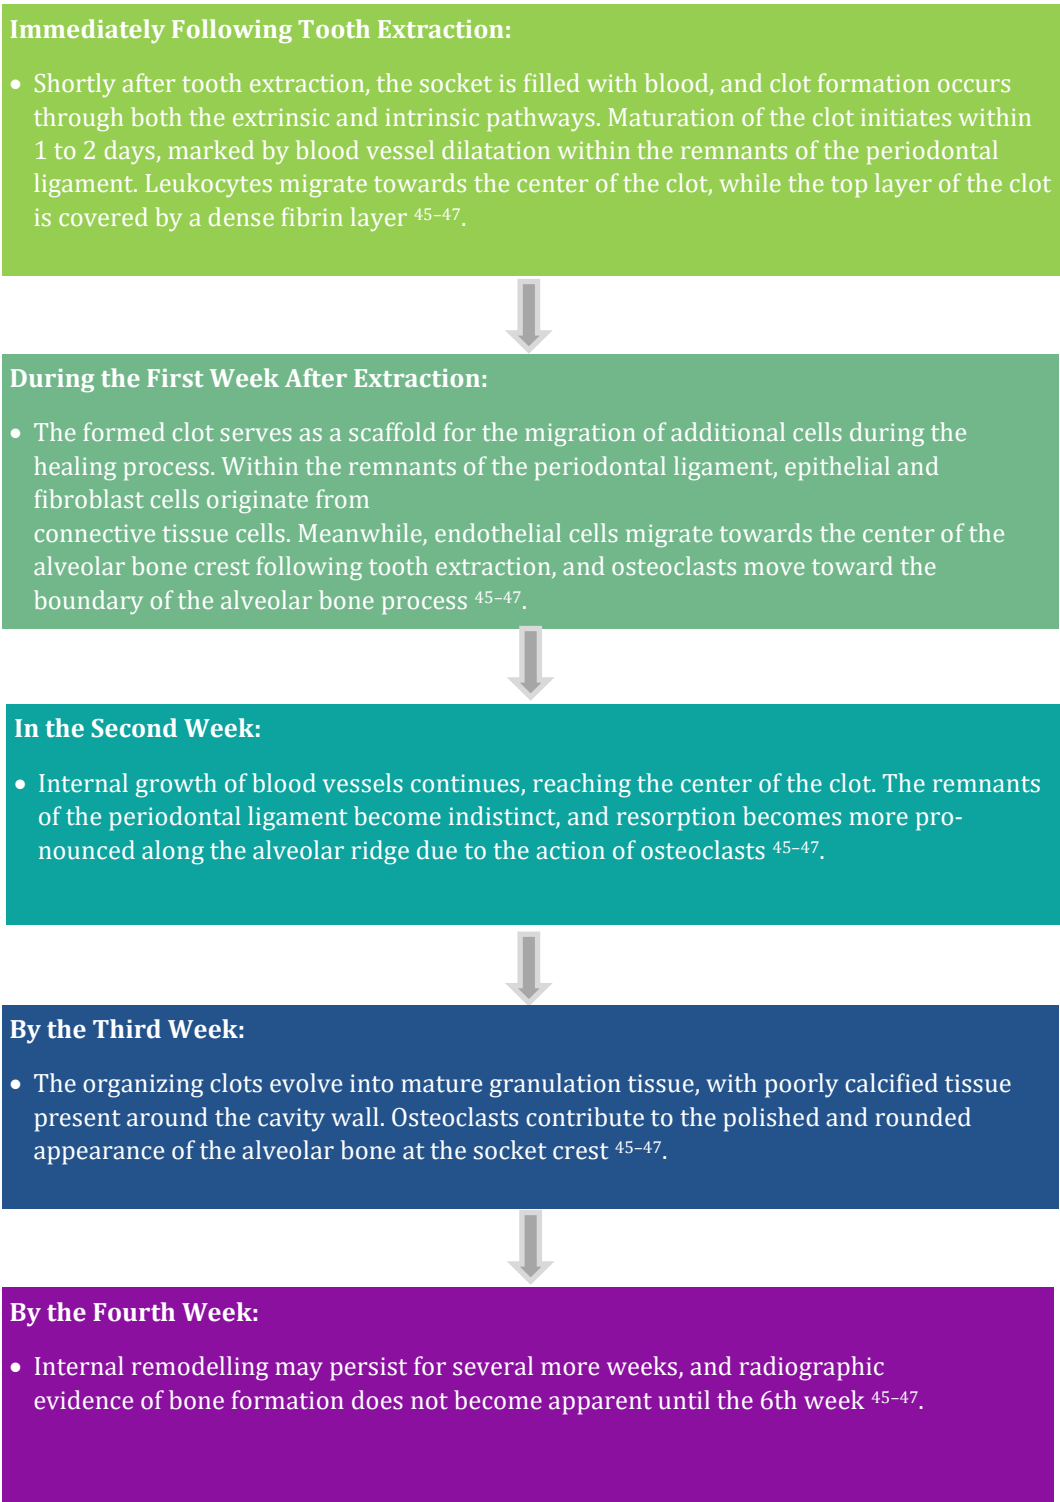 Immediately Following Tooth Extraction:
• Shortly after tooth extraction, the socket is filled with blood, and clot formation occurs
through both the extrinsic and intrinsic pathways. Maturation of the clot initiates within
1 to 2 days, marked by blood vessel dilatation within the remnants of the periodontal
ligament. Leukocytes migrate towards the center of the clot, while the top layer of the clot
is covered by a dense fibrin layer 45–47.
During the First Week After Extraction:
• The formed clot serves as a scaffold for the migration of additional cells during the
healing process. Within the remnants of the periodontal ligament, epithelial and
fibroblast cells originate from
connective tissue cells. Meanwhile, endothelial cells migrate towards the center of the
alveolar bone crest following tooth extraction, and osteoclasts move toward the
boundary of the alveolar bone process 45–47.
In the Second Week:
• Internal growth of blood vessels continues, reaching the center of the clot. The remnants
of the periodontal ligament become indistinct, and resorption becomes more pro-
nounced along the alveolar ridge due to the action of osteoclasts 45–47.
By the Third Week:
• The organizing clots evolve into mature granulation tissue, with poorly calcified tissue
present around the cavity wall. Osteoclasts contribute to the polished and rounded
appearance of the alveolar bone at the socket crest 45–47.
By the Fourth Week:
• Internal remodelling may persist for several more weeks, and radiographic
evidence of bone formation does not become apparent until the 6th week 45–47.